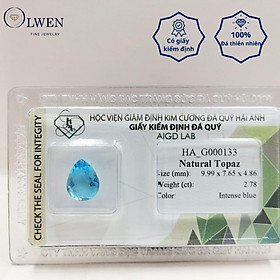 OLWEN
FINE JEWELRY
Có giấy
kiểm định
100%
Đá thiên nhiên
HỌC VIỆN GIÁM ĐỊNH KIM CƯƠNG ĐÁ QUÝ HẢI ANH
GIẤY KIỂM ĐỊNH ĐÁ QUÝ
AIGD LAB
CHECK THE SEAL FOR INTEGITY
HA_G000133
Natural Topaz
Size (mm): 9.99 x 7.65 x 4.86
Weight (ct): 2.78
Color: Intense blue